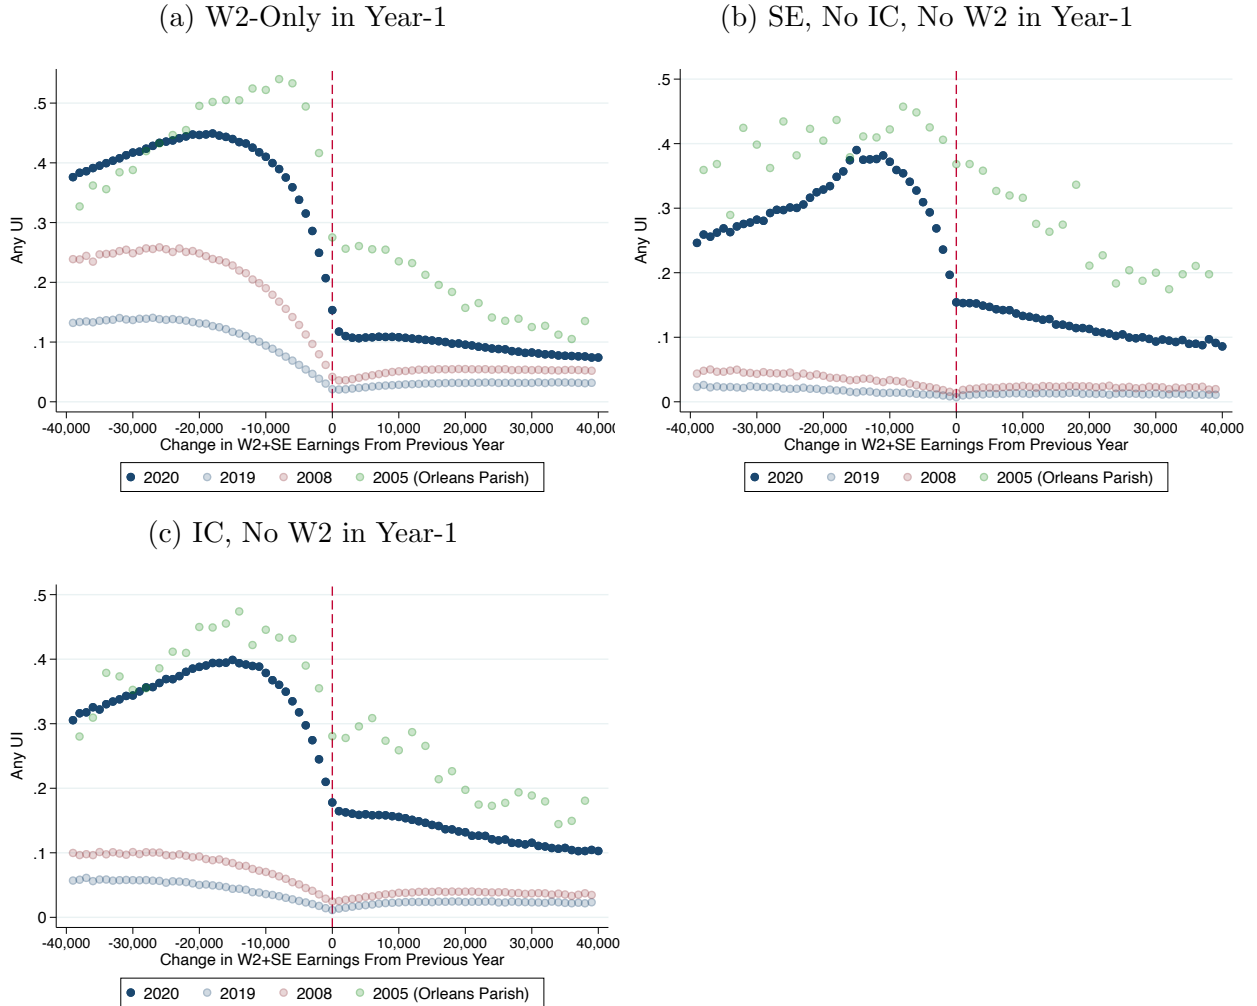 (a) W2-Only in Year-1
Any UI
.5
.4
.3
.2
.1
0
-40,000 -30,000 -20,000 -10,000 0 10,000 20,000 30,000 40,000
Change in W2+SE Earnings From Previous Year
2020 2019 2008 2005 (Orleans Parish)
(b) SE, No IC, No W2 in Year-1
Any UI
.5
.4
.3
.2
.1
0
-40,000 -30,000 -20,000 -10,000 0 10,000 20,000 30,000 40,000
Change in W2+SE Earnings From Previous Year
2020 2019 2008 2005 (Orleans Parish)
(c) IC, No W2 in Year-1
Any UI
.5
.4
.3
.2
.1
0
-40,000 -30,000 -20,000 -10,000 0 10,000 20,000 30,000 40,000
Change in W2+SE Earnings From Previous Year
2020 2019 2008 2005 (Orleans Parish)